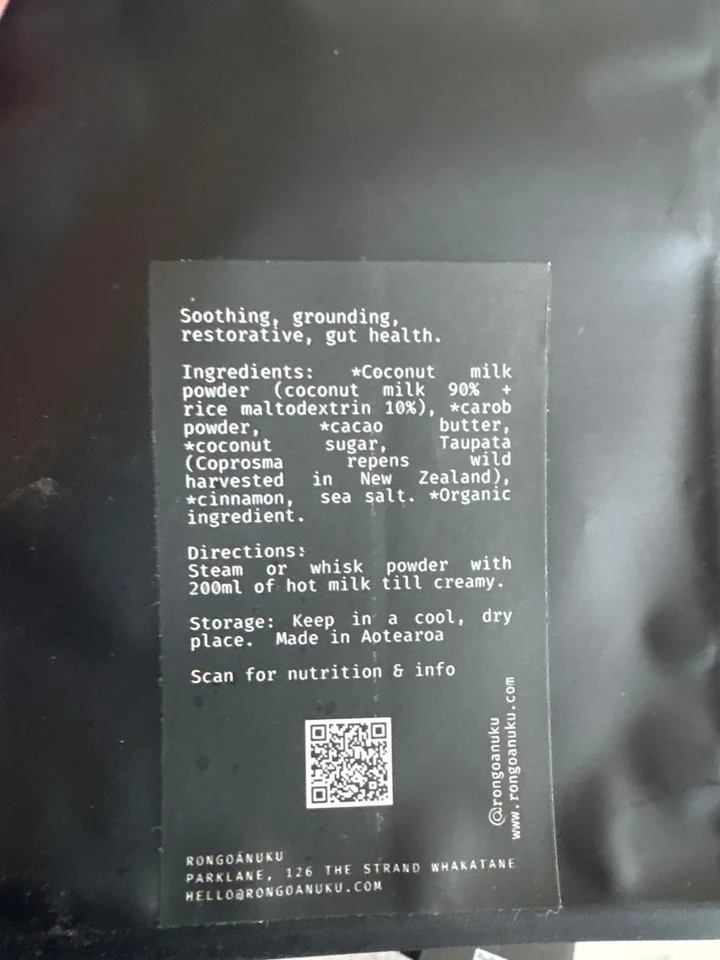 Soothing, grounding,
restorative, gut health.
Ingredients: *Coconut milk
powder (coconut milk 90% +
rice maltodextrin 10%), *carob
powder, *cacao butter,
*coconut sugar, Taupata
(Coprosma repens wild
harvested in New Zealand),
*cinnamon, sea salt. *Organic
ingredient.
Directions:
Steam or whisk powder with
200ml of hot milk till creamy.
Storage: Keep in a cool, dry
place. Made in Aotearoa
Scan for nutrition & info
@rongoanuku
www.rongoanuku.com
RONGOĀNUKU
PARKLANE, 126 THE STRAND WHAKATANE
HELLO@RONGOANUKU.COM